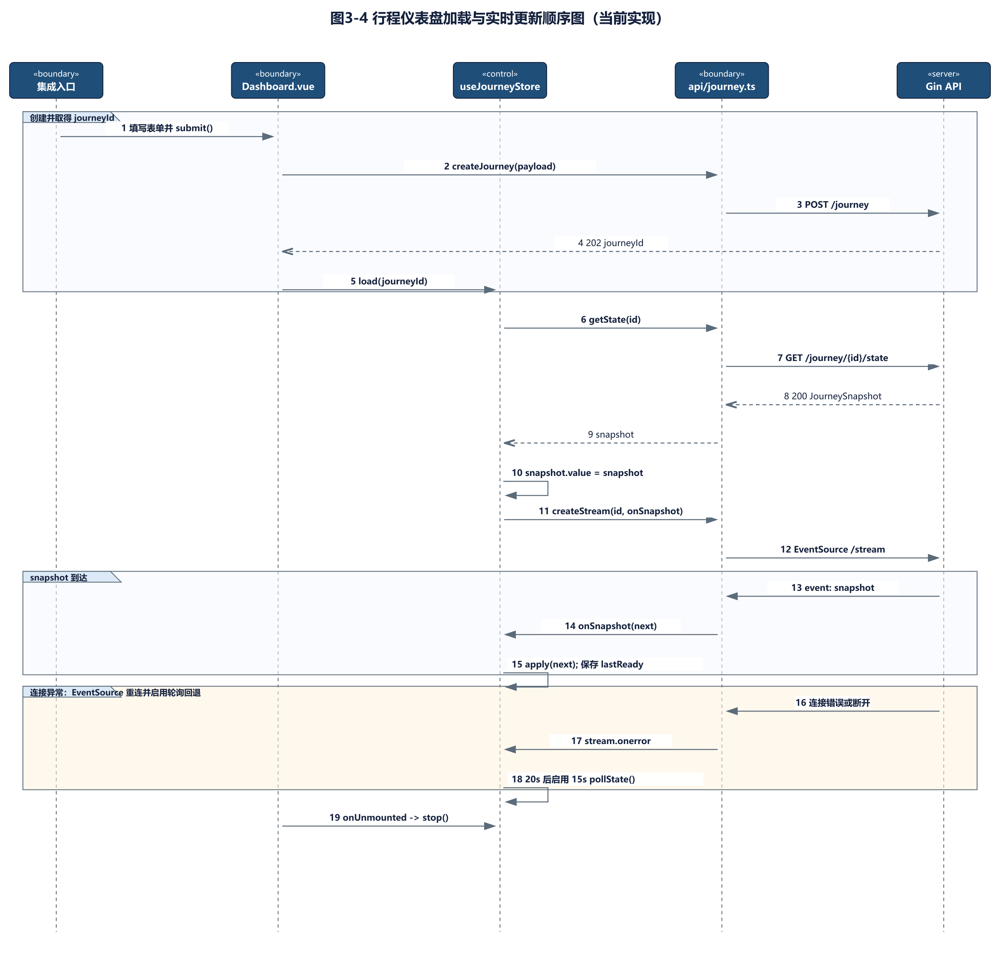 图3-4 行程仪表盘加载与实时更新顺序图（当前实现）
«boundary»
集成入口
«boundary»
Dashboard.vue
«control»
useJourneyStore
«boundary»
api/journey.ts
«server»
Gin API
创建并取得 journeyId
1 填写表单并 submit()
2 createJourney(payload)
3 POST /journey
4 202 journeyId
5 load(journeyId)
6 getState(id)
7 GET /journey/{id}/state
8 200 JourneySnapshot
9 snapshot
10 snapshot.value = snapshot
11 createStream(id, onSnapshot)
12 EventSource /stream
snapshot 到达
13 event: snapshot
14 onSnapshot(next)
15 apply(next); 保存 lastReady
连接异常：EventSource 重连并启用轮询回退
16 连接错误或断开
17 stream.onerror
18 20s 后启用 15s pollState()
19 onUnmounted -> stop()